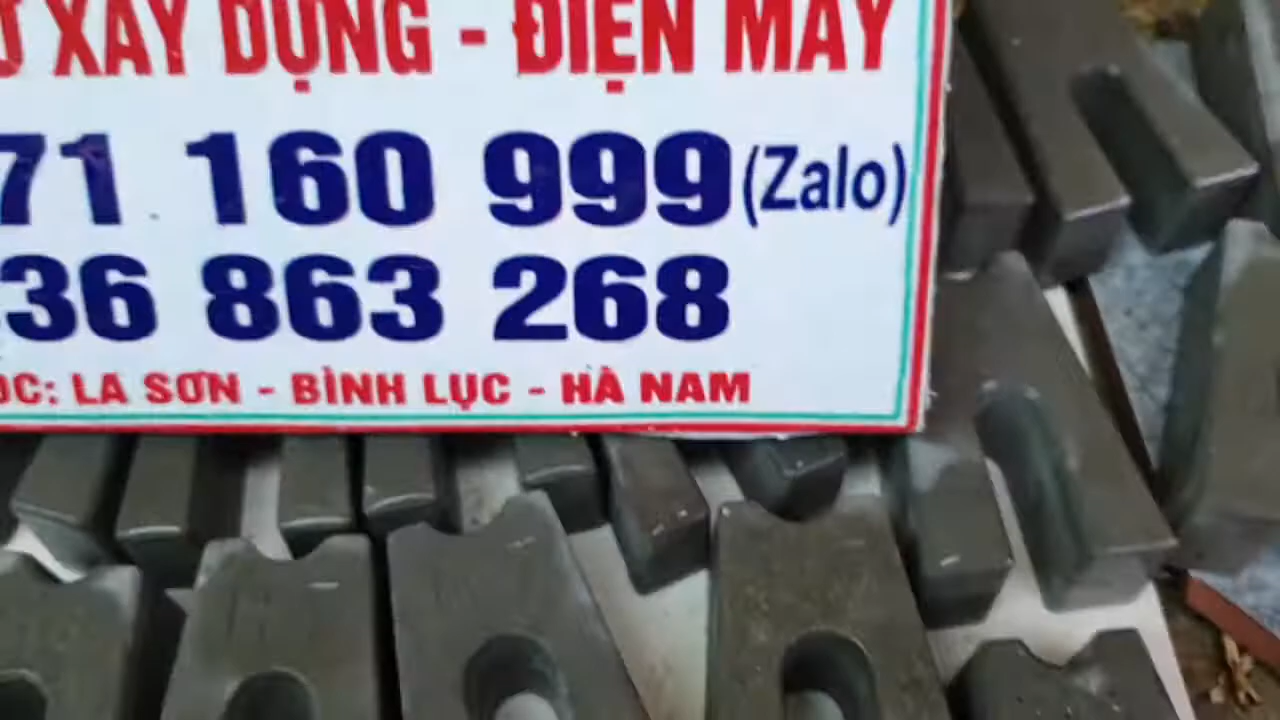 XÂY DỰNG - ĐIỆN MÁY
71 160 999 (Zalo)
36 863 268
LA SƠN - BÌNH LỤC - HÀ NAM